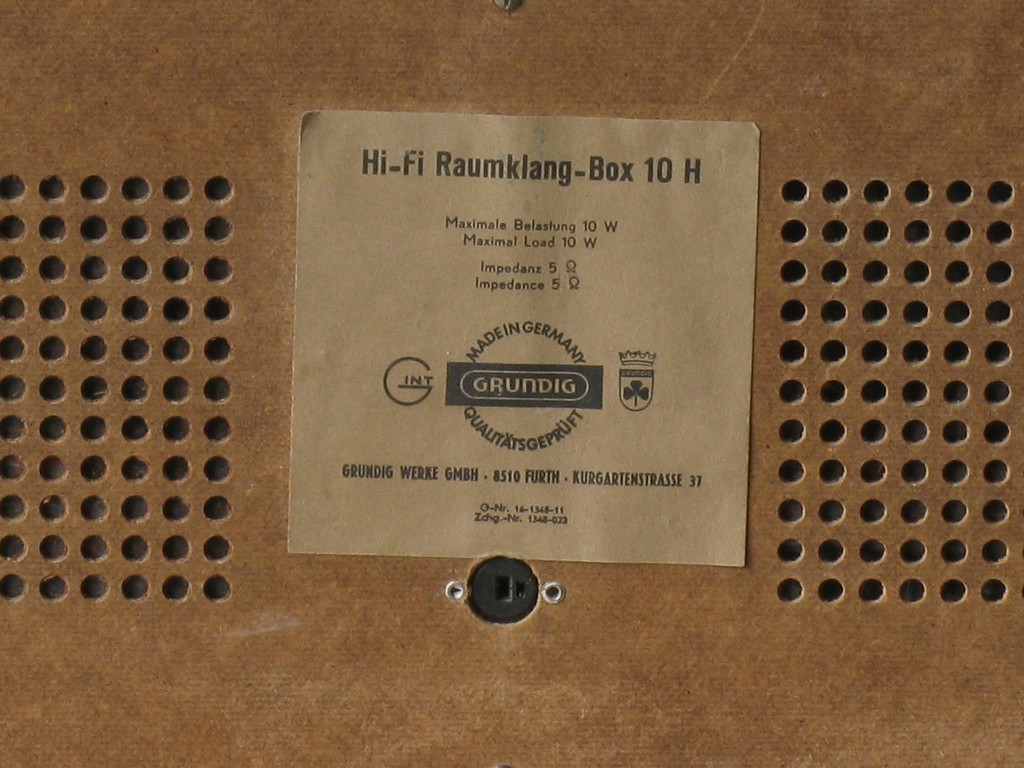 Hi-Fi Raumklang-Box 10 H
Maximale Belastung 10 W
Maximal Load 10 W
Impedanz 5 Ω
Impedance 5 Ω
MADE IN GERMANY
G INT
GRUNDIG
GRUNDIG
QUALITÄTSGEPRÜFT
GRUNDIG WERKE GMBH · 8510 FÜRTH · KURGARTENSTRASSE 37
G-Nr. 16-1348-11
Zchg.-Nr. 1348-022